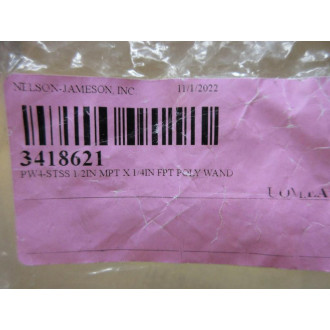 NELSON-JAMESON, INC 11/1/2022
3418621
PW4-STSS 1/2IN MPT X 1/4IN FPT POLY WAND